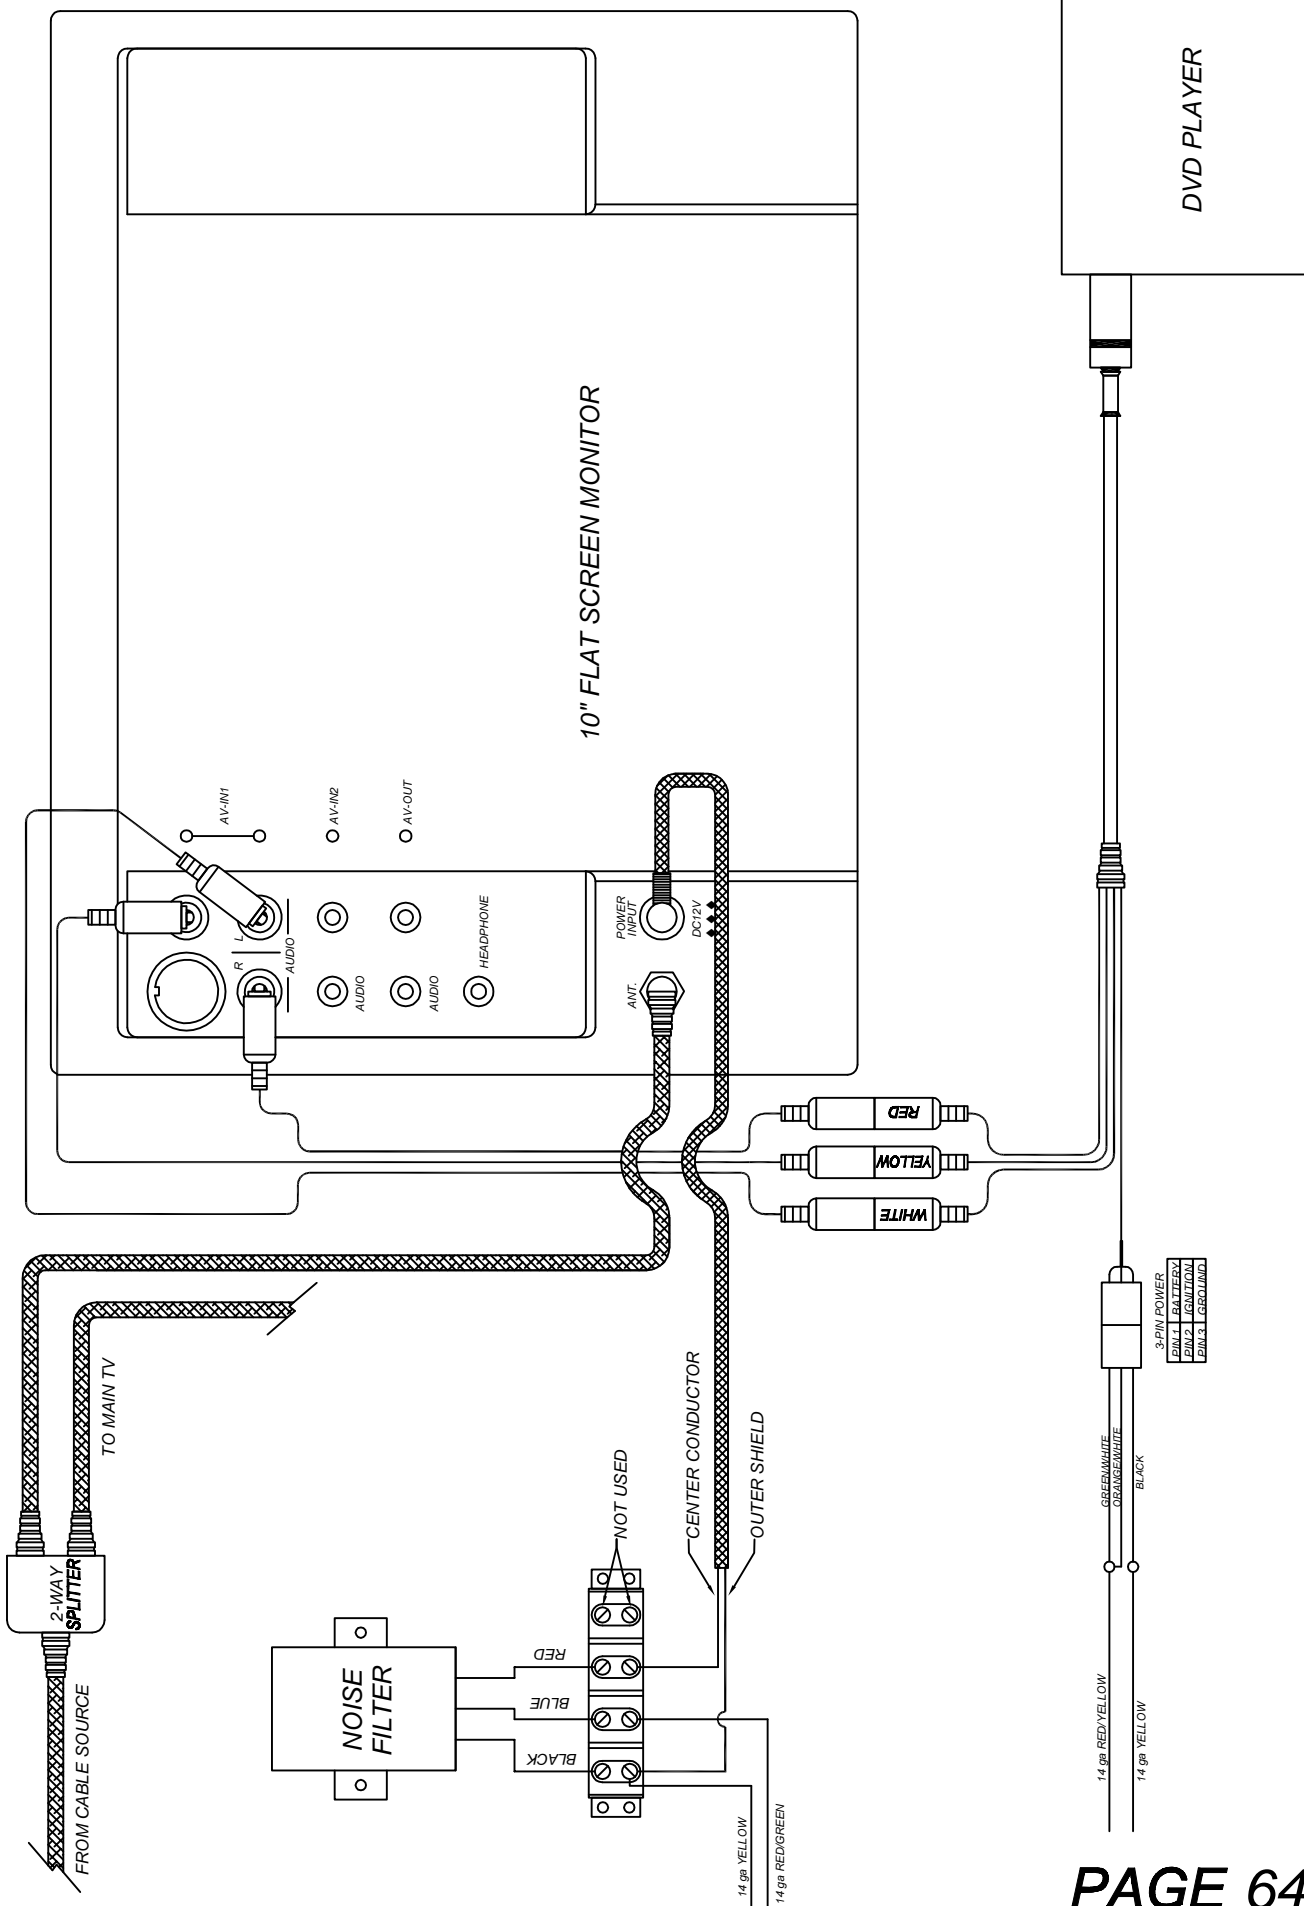 DVD PLAYER
10" FLAT SCREEN MONITOR
AV-IN1
AV-IN2
AV-OUT
L
R
AUDIO
AUDIO
AUDIO
HEADPHONE
POWER
INPUT
DC12V
ANT.
RED
YELLOW
WHITE
3-PIN POWER
PIN 1 BATTERY
PIN 2 IGNITION
PIN 3 GROUND
GREEN/WHITE
ORANGE/WHITE
BLACK
14 ga RED/YELLOW
14 ga YELLOW
TO MAIN TV
2-WAY
SPLITTER
FROM CABLE SOURCE
NOT USED
CENTER CONDUCTOR
OUTER SHIELD
NOISE
FILTER
RED
BLUE
BLACK
14 ga YELLOW
14 ga RED/GREEN
PAGE 64